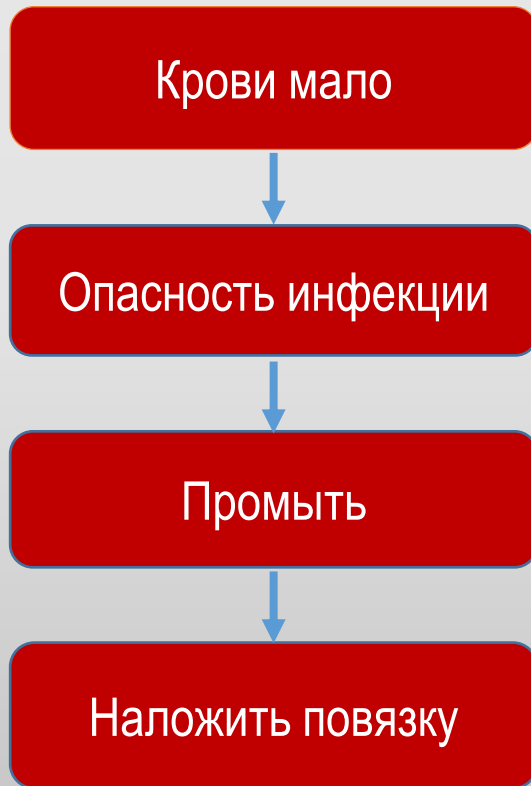 Крови мало
Опасность инфекции
Промыть
Наложить повязку